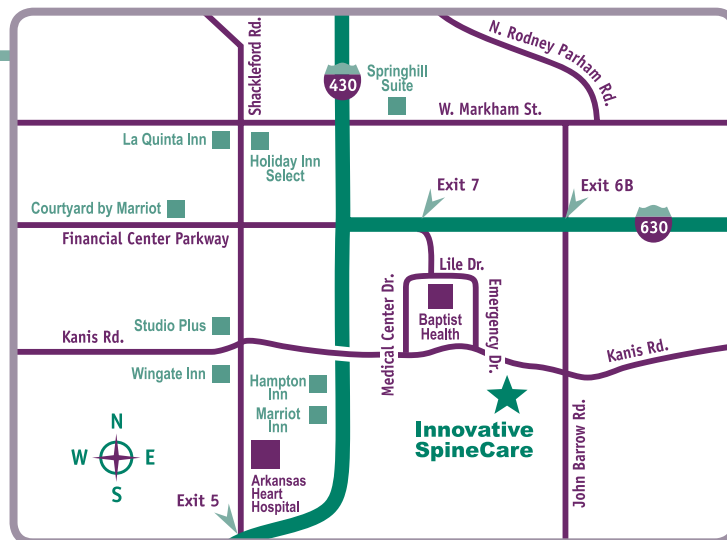 N. Rodney Parham Rd.
Shackleford Rd.
430
Springhill
Suite
W. Markham St.
La Quinta Inn
Holiday Inn
Select
Exit 7
Exit 6B
Courtyard by Marriot
Financial Center Parkway
630
Lile Dr.
Medical Center Dr.
Emergency Dr.
Baptist
Health
Studio Plus
Kanis Rd.
Kanis Rd.
Wingate Inn
Hampton
Inn
Marriot
Inn
Innovative
SpineCare
John Barrow Rd.
N
W
E
S
Arkansas
Heart
Hospital
Exit 5